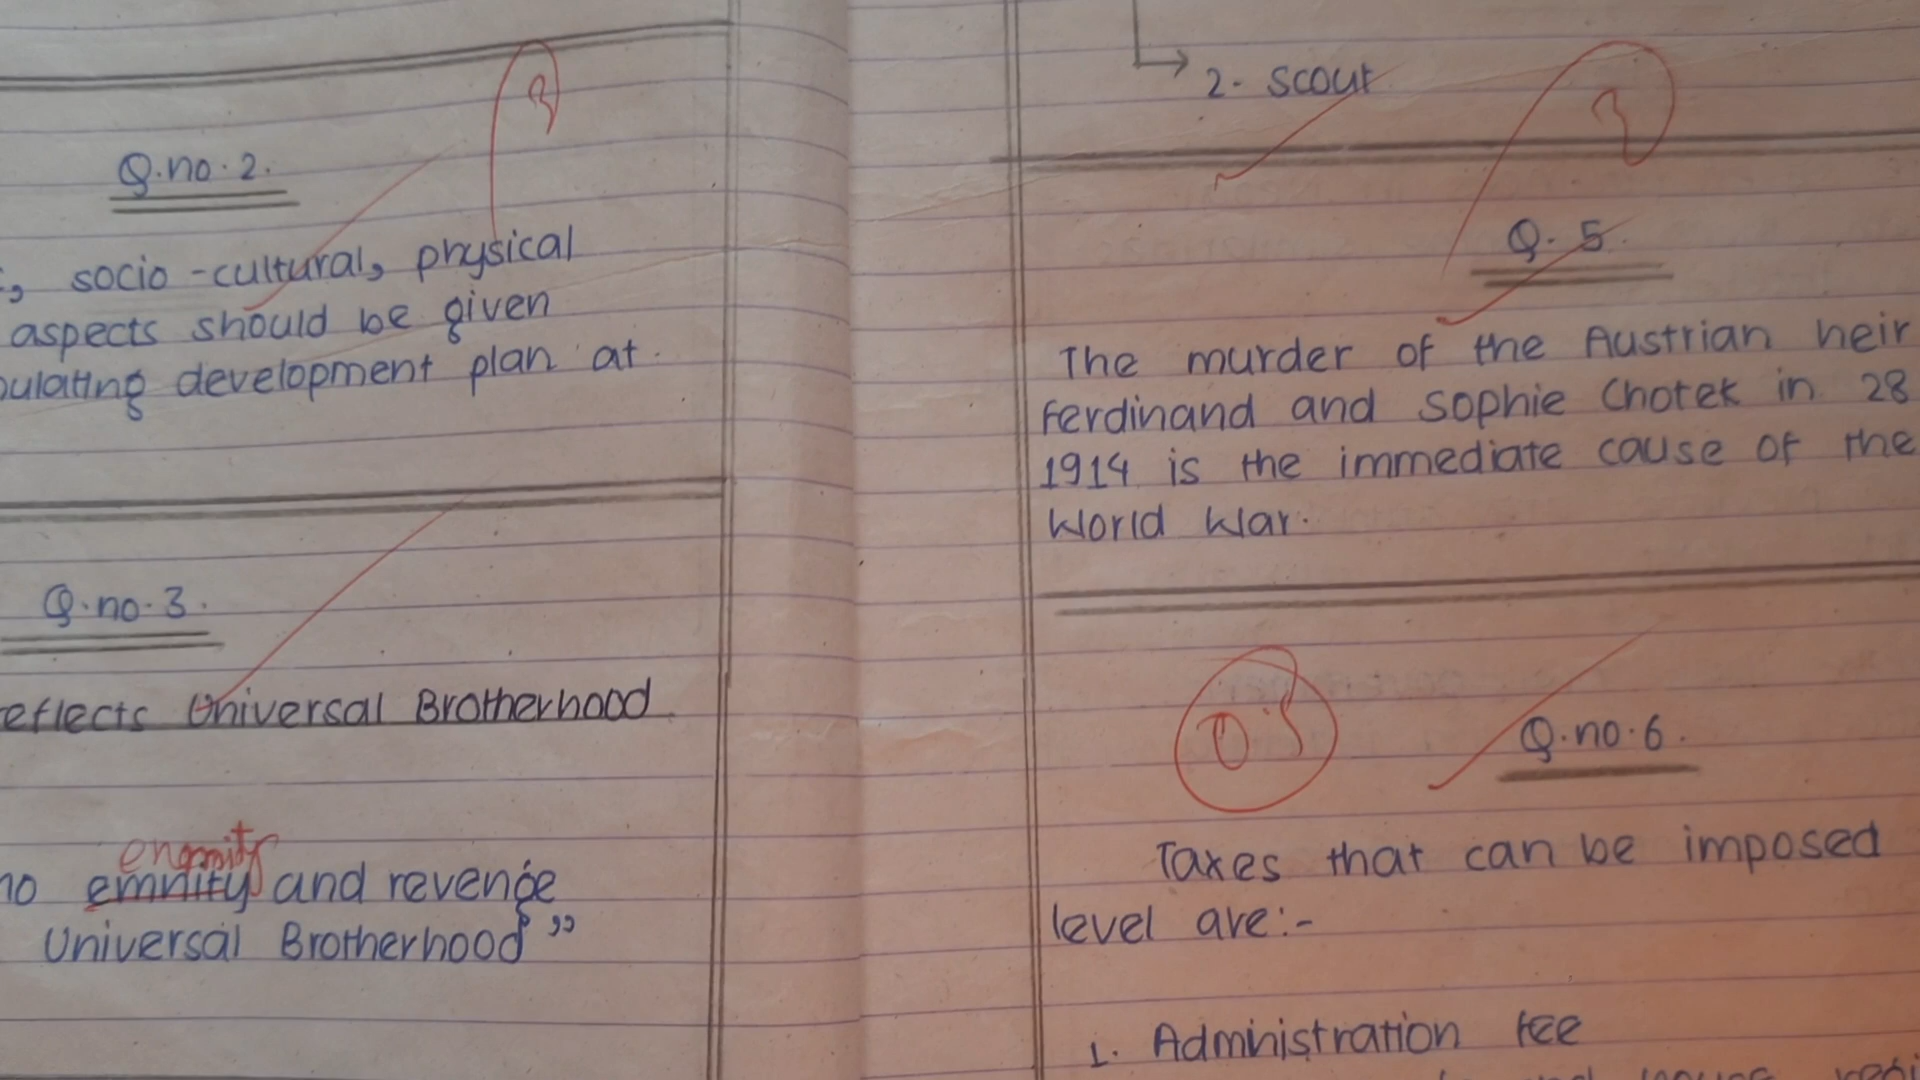 Q.no.2.
, socio-cultural, physical
aspects should be given
development plan at.
Q.no.3.
Universal Brotherhood
no emnity and revenge
Universal Brotherhood”
2- scout
Q. 5.
The murder of the Austrian heir
Ferdinand and Sophie Chotek in 28
1914 is the immediate cause of the
World War.
0.5
Q.no.6.
Taxes that can be imposed
level are:-
1. Administration fee